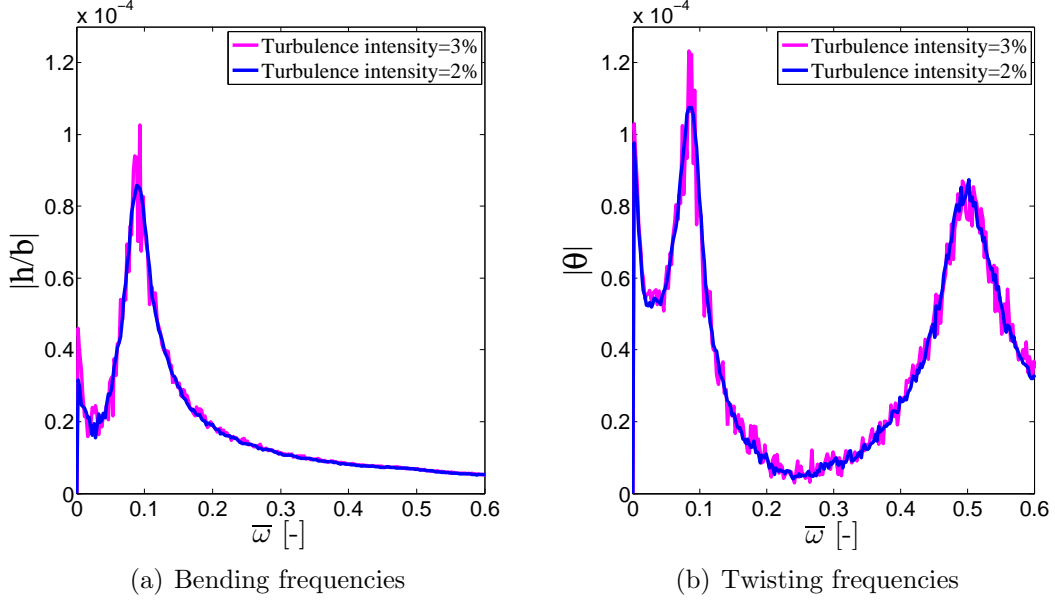 x 10⁻⁴
Turbulence intensity=3%
Turbulence intensity=2%
1.2
1
0.8
0.6
0.4
0.2
0
|h/b|
0 0.1 0.2 0.3 0.4 0.5 0.6
ω̅ [-]
(a) Bending frequencies
x 10⁻⁴
Turbulence intensity=3%
Turbulence intensity=2%
1.2
1
0.8
0.6
0.4
0.2
0
|θ|
0 0.1 0.2 0.3 0.4 0.5 0.6
ω̅ [-]
(b) Twisting frequencies